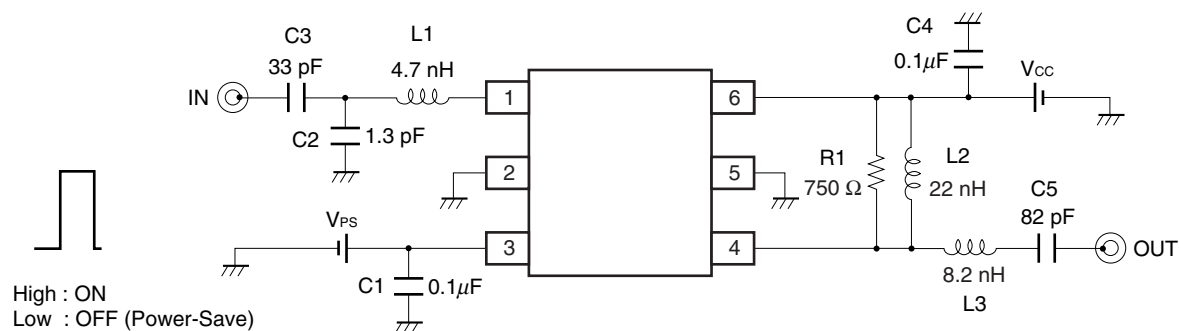 C3
33 pF
L1
4.7 nH
C4
0.1μF
VCC
IN
1
6
C2
1.3 pF
2
5
R1
750 Ω
L2
22 nH
C5
82 pF
VPS
3
4
OUT
C1
0.1μF
8.2 nH
L3
High : ON
Low : OFF (Power-Save)